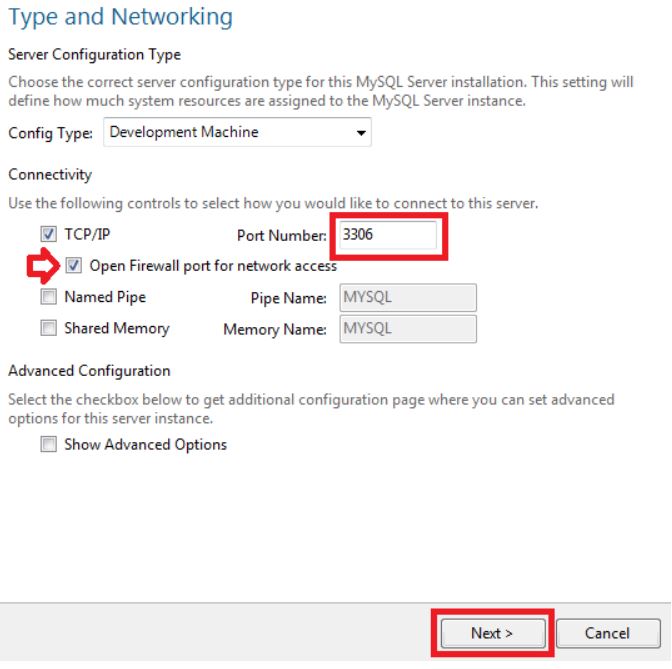 Type and Networking
Server Configuration Type
Choose the correct server configuration type for this MySQL Server installation. This setting will
define how much system resources are assigned to the MySQL Server instance.
Config Type: Development Machine
Connectivity
Use the following controls to select how you would like to connect to this server.
TCP/IP Port Number: 3306
Open Firewall port for network access
Named Pipe Pipe Name: MYSQL
Shared Memory Memory Name: MYSQL
Advanced Configuration
Select the checkbox below to get additional configuration page where you can set advanced
options for this server instance.
Show Advanced Options
Next > Cancel